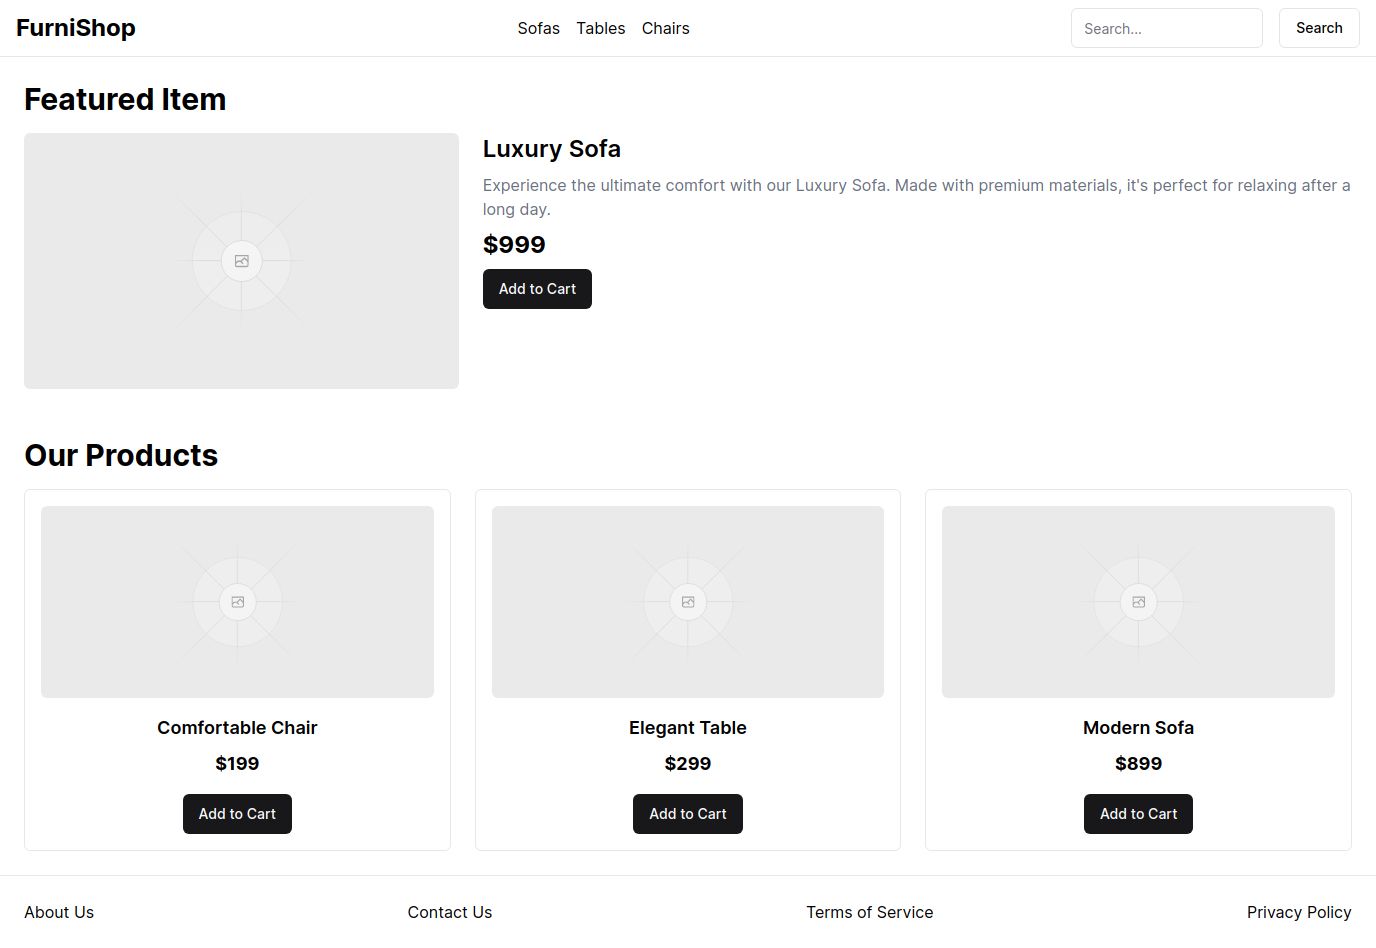 FurniShop
Sofas Tables Chairs
Search...
Search
Featured Item
Luxury Sofa
Experience the ultimate comfort with our Luxury Sofa. Made with premium materials, it's perfect for relaxing after a
long day.
$999
Add to Cart
Our Products
Comfortable Chair
$199
Add to Cart
Elegant Table
$299
Add to Cart
Modern Sofa
$899
Add to Cart
About Us
Contact Us
Terms of Service
Privacy Policy